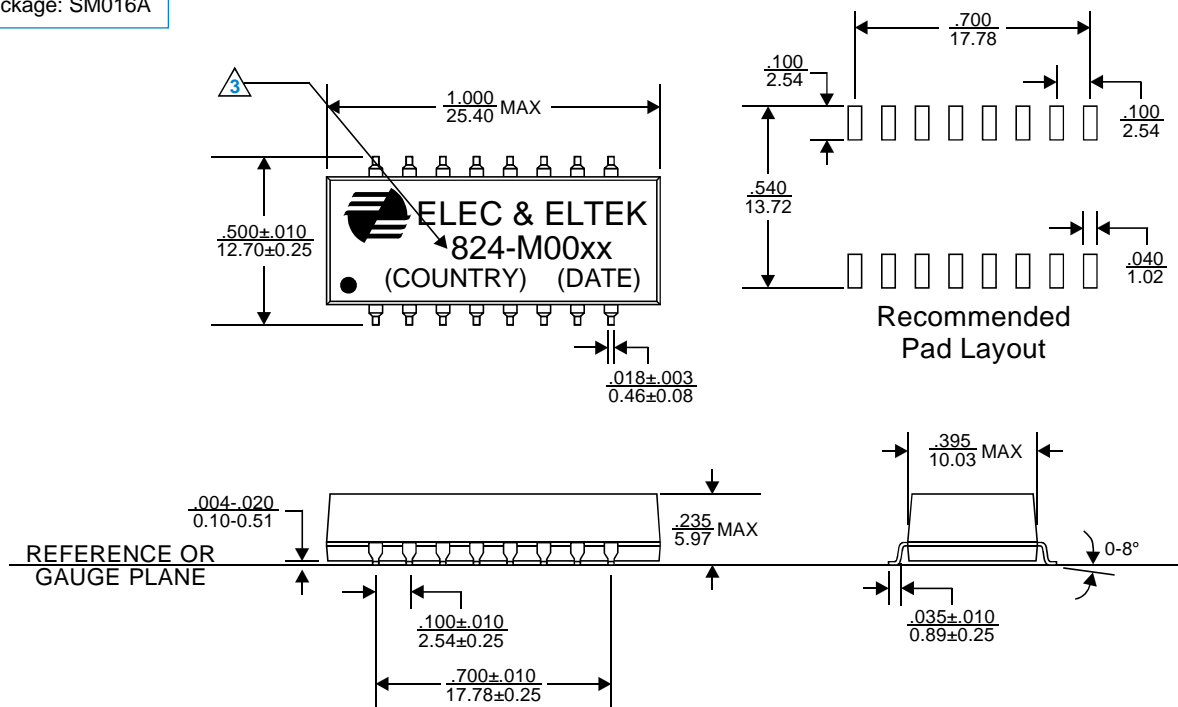 ckage: SM016A
3
1.000
25.40 MAX
.500±.010
12.70±0.25
ELEC & ELTEK
824-M00xx
(COUNTRY) (DATE)
.018±.003
0.46±0.08
.700
17.78
.100
2.54
.100
2.54
.540
13.72
.040
1.02
Recommended
Pad Layout
.004-.020
0.10-0.51
REFERENCE OR
GAUGE PLANE
.235
5.97 MAX
.100±.010
2.54±0.25
.700±.010
17.78±0.25
.395
10.03 MAX
0-8°
.035±.010
0.89±0.25